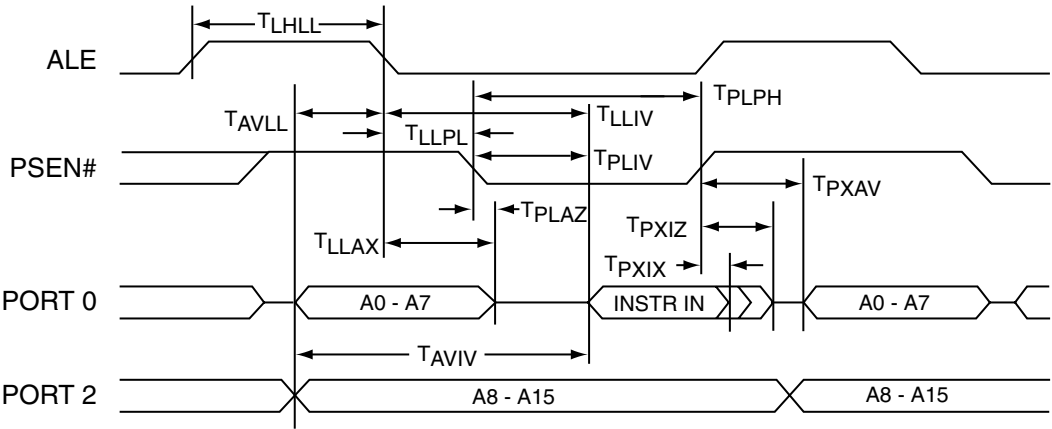 TLHLL
ALE
TPLPH
TAVLL
TLLIV
TLLPL
PSEN#
TPLIV
TPXAV
TPLAZ
TLLAX
TPXIZ
TPXIX
PORT 0
A0 - A7
INSTR IN
A0 - A7
TAVIV
PORT 2
A8 - A15
A8 - A15